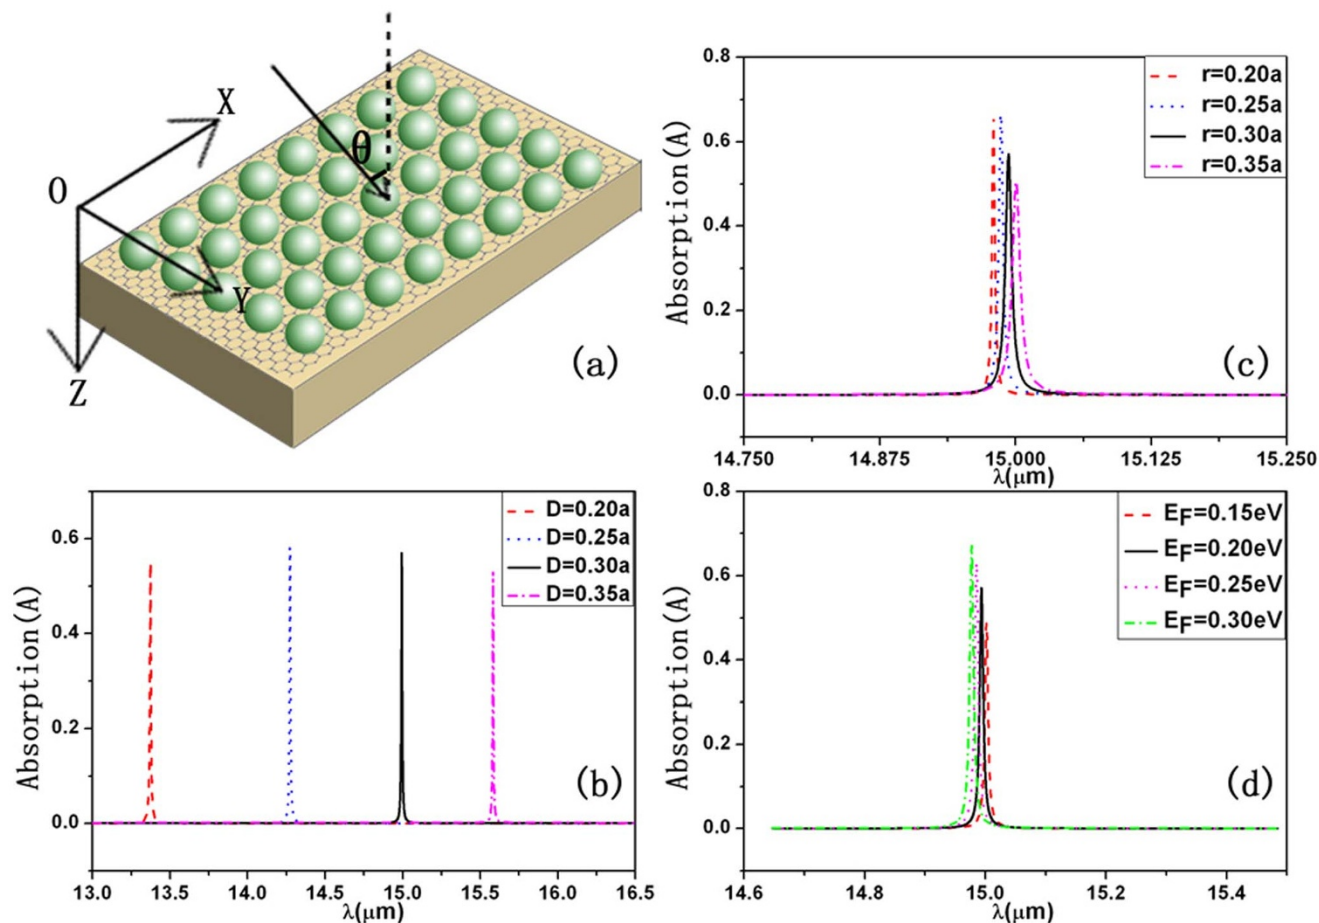 X
θ
O
Y
Z
(a)
0.8
0.6
0.4
0.2
0.0
Absorption(A)
r=0.20a
r=0.25a
r=0.30a
r=0.35a
(c)
14.750 14.875 15.000 15.125 15.250
λ(μm)
0.6
0.4
0.2
0.0
Absorption(A)
D=0.20a
D=0.25a
D=0.30a
D=0.35a
(b)
13.0 13.5 14.0 14.5 15.0 15.5 16.0 16.5
λ(μm)
0.8
0.6
0.4
0.2
0.0
Absorption(A)
EF=0.15eV
EF=0.20eV
EF=0.25eV
EF=0.30eV
(d)
14.6 14.8 15.0 15.2 15.4
λ(μm)